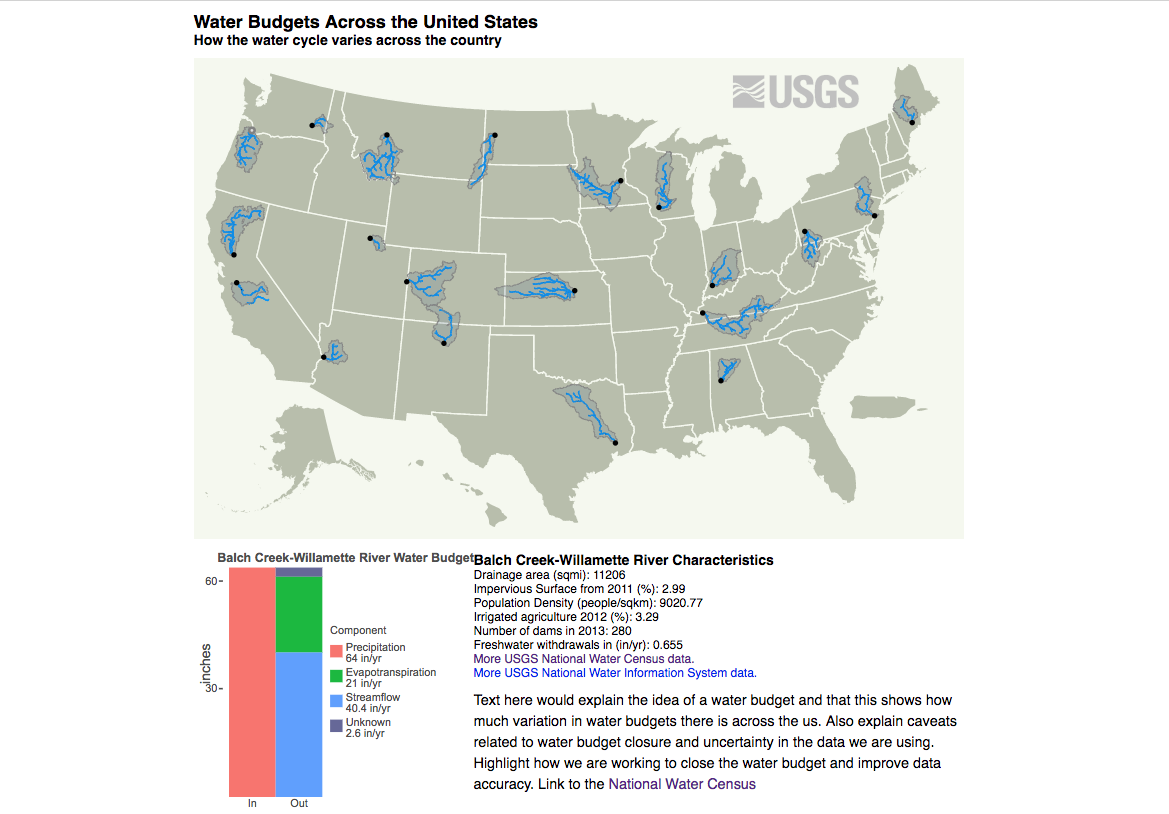 Water Budgets Across the United States
How the water cycle varies across the country
USGS
Balch Creek-Willamette River Water Budget
60-
30-
inches
In
Out
Component
Precipitation
64 in/yr
Evapotranspiration
21 in/yr
Streamflow
40.4 in/yr
Unknown
2.6 in/yr
Balch Creek-Willamette River Characteristics
Drainage area (sqmi): 11206
Impervious Surface from 2011 (%): 2.99
Population Density (people/sqkm): 9020.77
Irrigated agriculture 2012 (%): 3.29
Number of dams in 2013: 280
Freshwater withdrawals in (in/yr): 0.655
More USGS National Water Census data.
More USGS National Water Information System data.
Text here would explain the idea of a water budget and that this shows how
much variation in water budgets there is across the us. Also explain caveats
related to water budget closure and uncertainty in the data we are using.
Highlight how we are working to close the water budget and improve data
accuracy. Link to the National Water Census